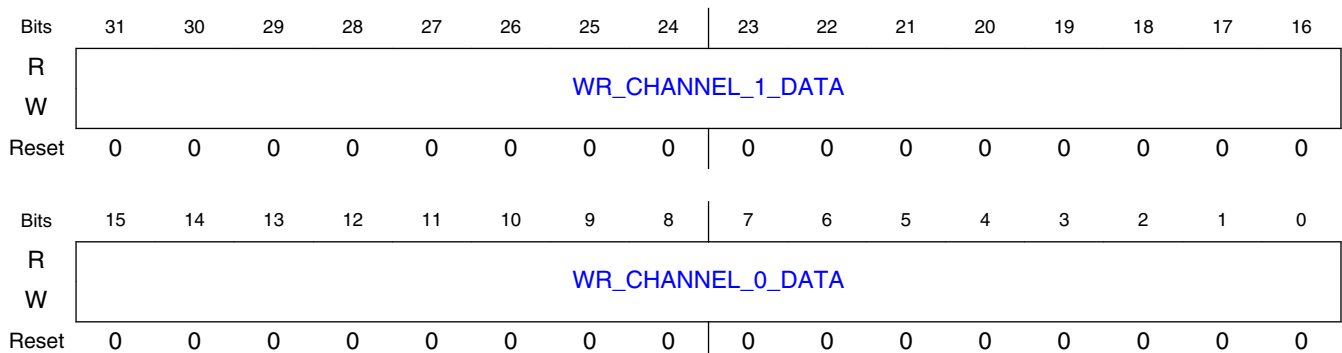 Bits 31 30 29 28 27 26 25 24 23 22 21 20 19 18 17 16
R
WR_CHANNEL_1_DATA
W
Reset 0 0 0 0 0 0 0 0 0 0 0 0 0 0 0 0
Bits 15 14 13 12 11 10 9 8 7 6 5 4 3 2 1 0
R
WR_CHANNEL_0_DATA
W
Reset 0 0 0 0 0 0 0 0 0 0 0 0 0 0 0 0